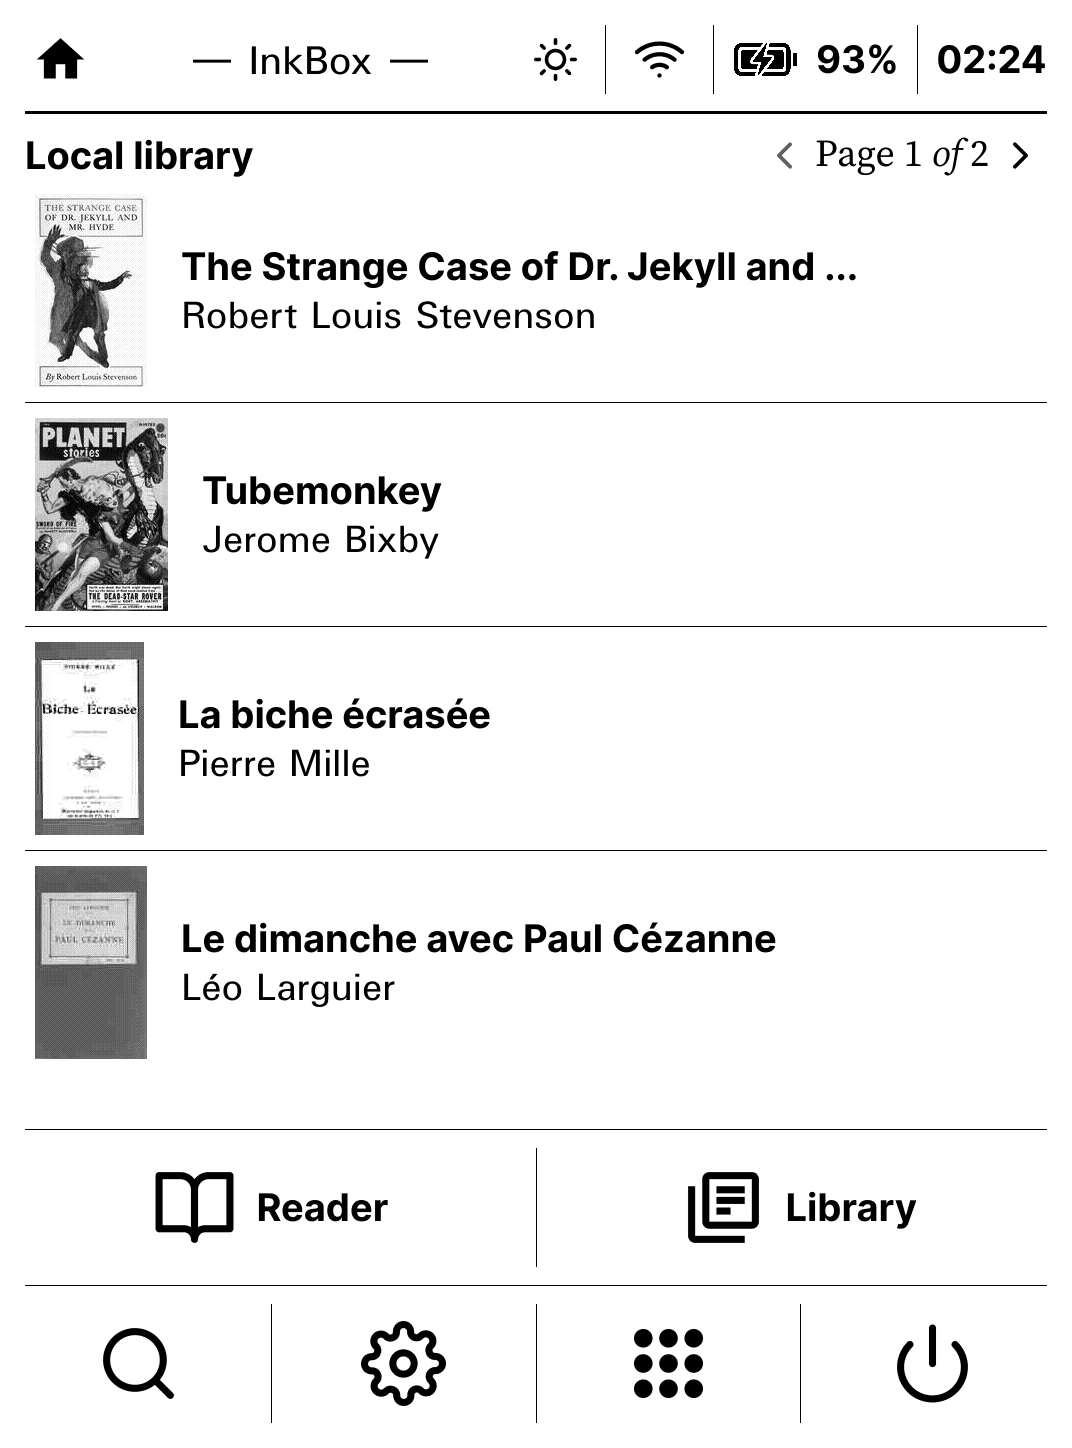 — InkBox —
93%
02:24
Local library
Page 1 of 2
THE STRANGE CASE
OF DR. JEKYLL AND
MR. HYDE
By Robert Louis Stevenson
The Strange Case of Dr. Jekyll and ...
Robert Louis Stevenson
WINTER
PLANET
stories
SWORD OF FIRE
THE DEAD-STAR ROVER
Tubemonkey
Jerome Bixby
PIERRE MILLE
La
Biche Écrasée
La biche écrasée
Pierre Mille
LÉO LARGUIER
LE DIMANCHE
PAUL CÉZANNE
Le dimanche avec Paul Cézanne
Léo Larguier
Reader
Library